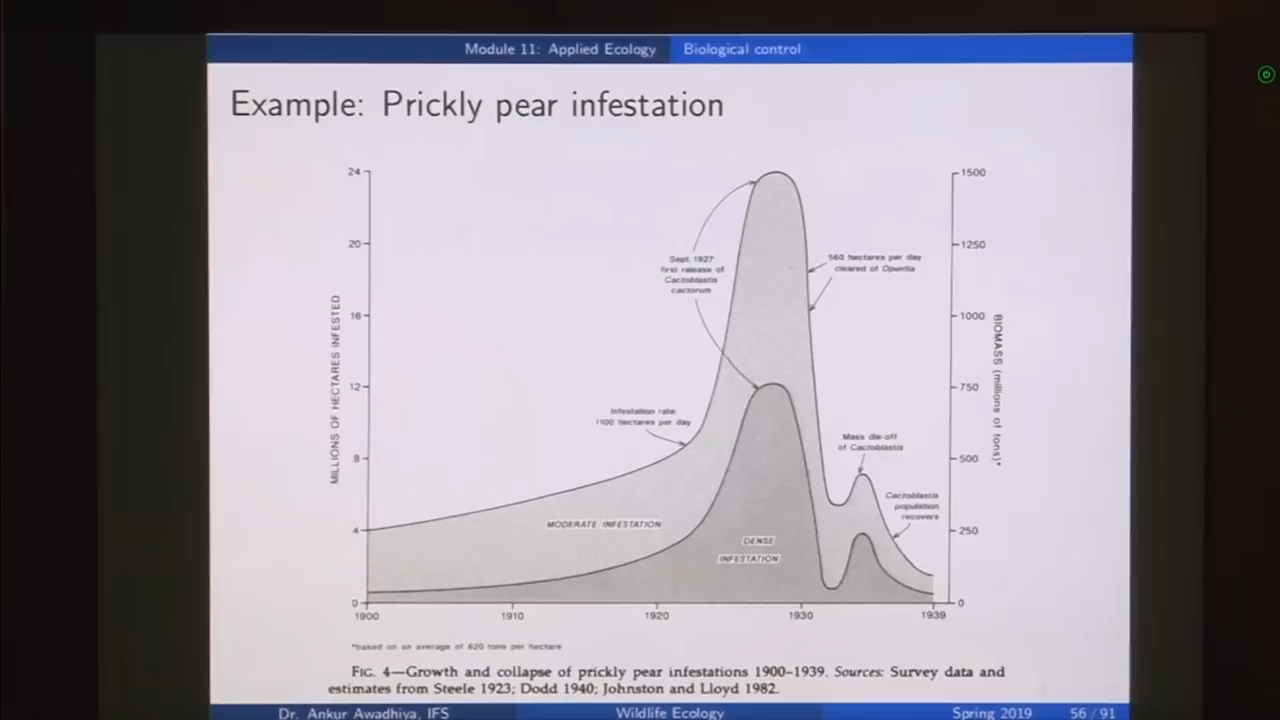 Module 11: Applied Ecology
Biological control
Example: Prickly pear infestation
24
20
16
12
8
4
0
MILLIONS OF HECTARES INFESTED
1500
1250
1000
750
500
250
0
BIOMASS (millions of tons)*
Sept. 1927:
first release of
Cactoblastis
cactorum
560 hectares per day
cleared of Opuntia
Infestation rate:
1100 hectares per day
Mass die-off
of Cactoblastis
Cactoblastis
population
recovers
MODERATE INFESTATION
DENSE
INFESTATION
1900
1910
1920
1930
1939
*based on an average of 620 tons per hectare
FIG. 4—Growth and collapse of prickly pear infestations 1900–1939. Sources: Survey data and
estimates from Steele 1923; Dodd 1940; Johnston and Lloyd 1982.
Dr. Ankur Awadhiya, IFS
Wildlife Ecology
Spring 2019
56 / 91